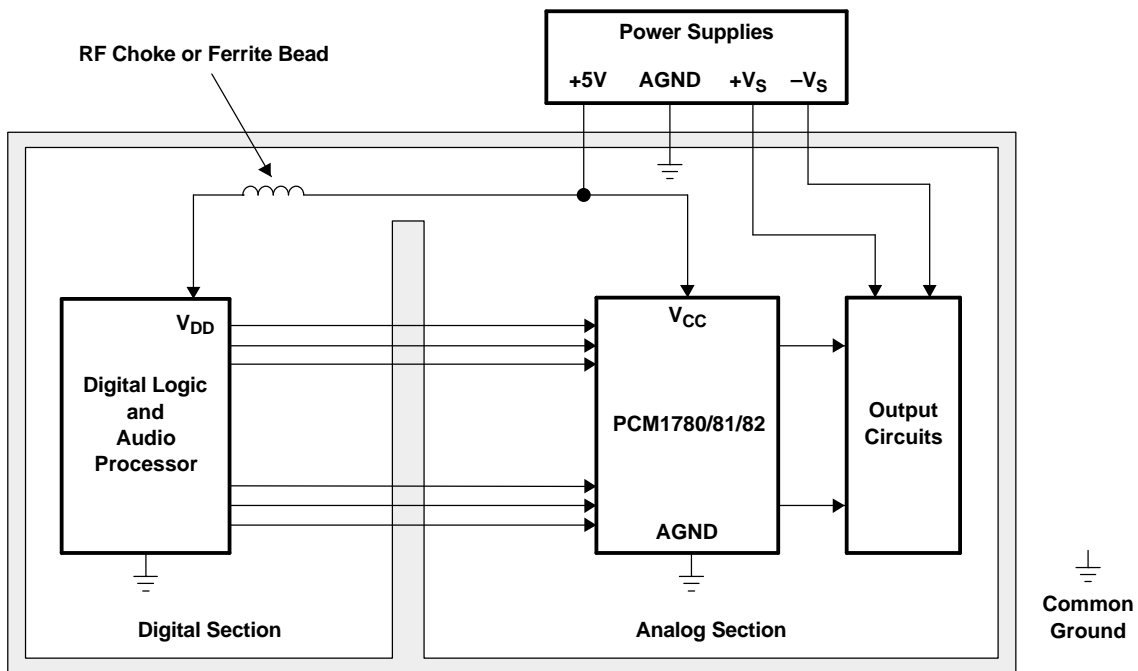 Power Supplies
RF Choke or Ferrite Bead
+5V AGND +VS –VS
VDD
VCC
Digital Logic
and
Audio
Processor
PCM1780/81/82
Output
Circuits
AGND
Digital Section
Analog Section
Common
Ground